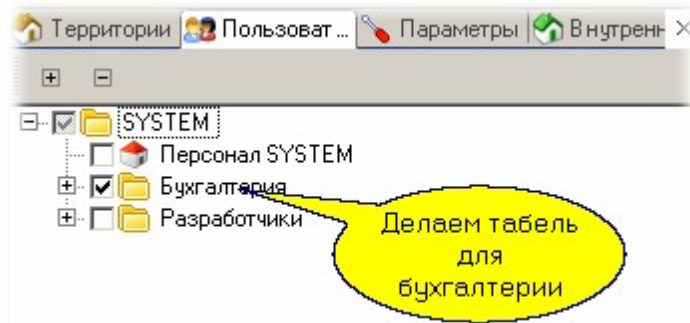 Территории Пользоват ... Параметры Внутренн
SYSTEM
Персонал SYSTEM
Бухгалтерия
Разработчики
Делаем табель
для
бухгалтерии